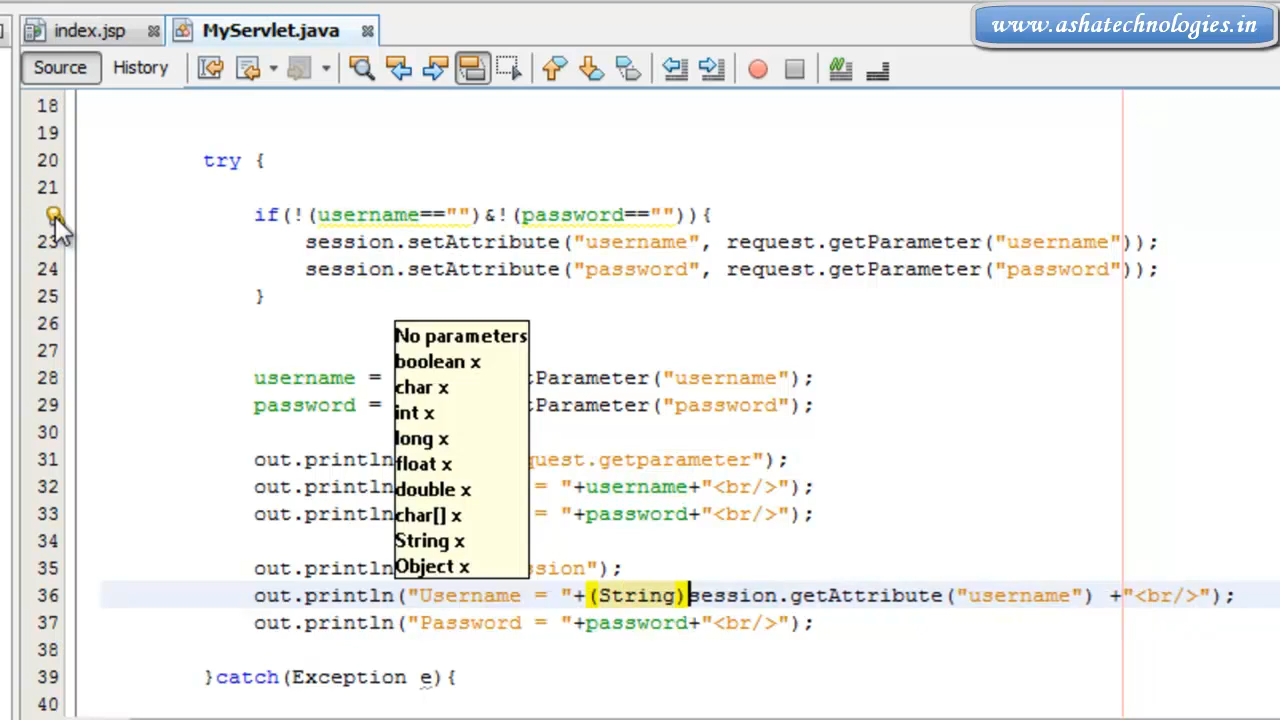 index.jsp
MyServlet.java
www.ashatechnologies.in
Source
History
18
19
20 try {
21
if(!(username=="")&!(password=="")){
23 session.setAttribute("username", request.getParameter("username"));
24 session.setAttribute("password", request.getParameter("password"));
25 }
26
27
28 username = tParameter("username");
29 password = tParameter("password");
30
31 out.println quest.getparameter");
32 out.println = "+username+"<br/>");
33 out.println = "+password+"<br/>");
34
35 out.println ssion");
36 out.println("Username = "+(String)session.getAttribute("username") +"<br/>");
37 out.println("Password = "+password+"<br/>");
38
39 }catch(Exception e){
40
No parameters
boolean x
char x
int x
long x
float x
double x
char[] x
String x
Object x